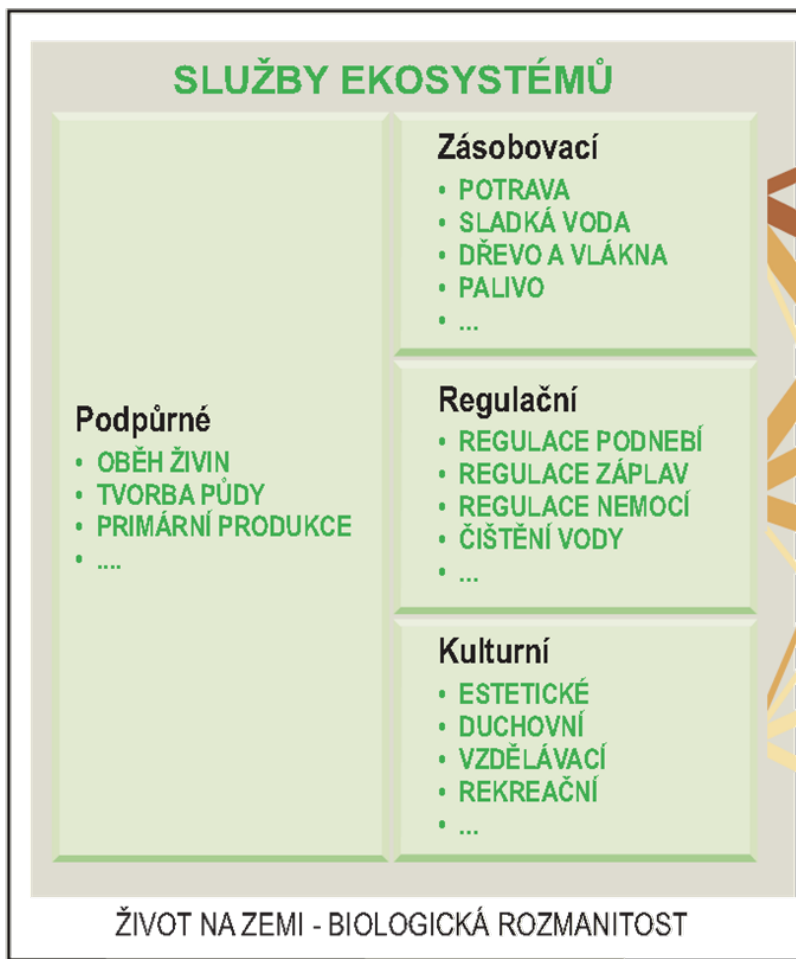 SLUŽBY EKOSYSTÉMŮ
Podpůrné
• OBĚH ŽIVIN
• TVORBA PŮDY
• PRIMÁRNÍ PRODUKCE
• ....
Zásobovací
• POTRAVA
• SLADKÁ VODA
• DŘEVO A VLÁKNA
• PALIVO
• ...
Regulační
• REGULACE PODNEBÍ
• REGULACE ZÁPLAV
• REGULACE NEMOCÍ
• ČIŠTĚNÍ VODY
• ...
Kulturní
• ESTETICKÉ
• DUCHOVNÍ
• VZDĚLÁVACÍ
• REKREAČNÍ
• ...
ŽIVOT NA ZEMI - BIOLOGICKÁ ROZMANITOST